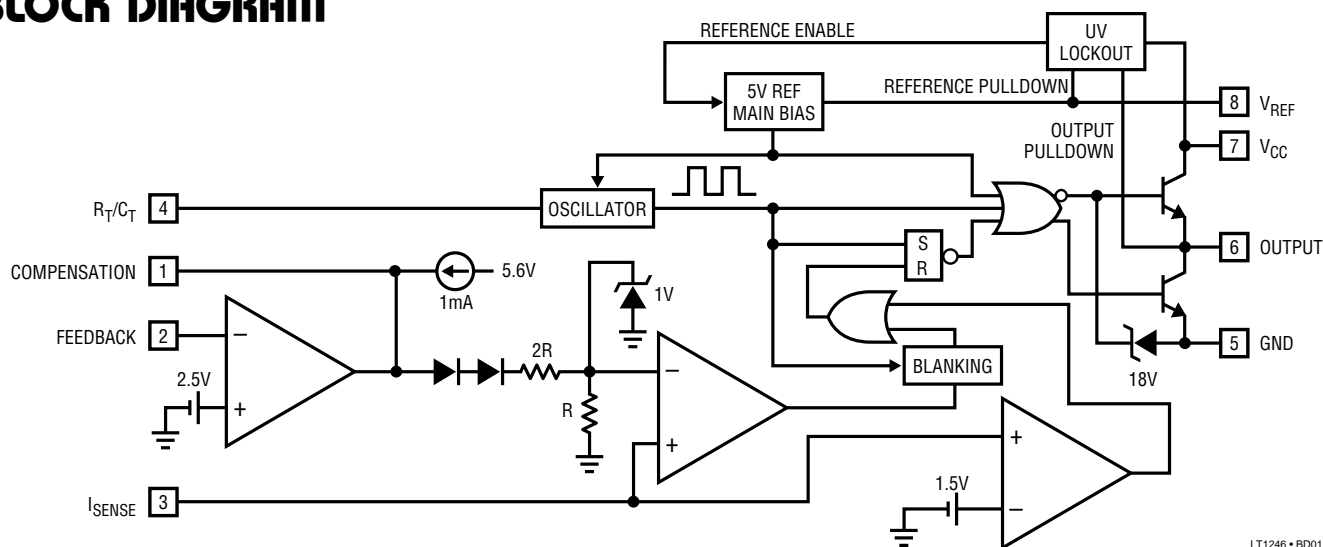 BLOCK DIAGRAM
REFERENCE ENABLE
UV
LOCKOUT
5V REF
MAIN BIAS
REFERENCE PULLDOWN
8 VREF
OUTPUT
PULLDOWN
7 VCC
RT/CT 4
OSCILLATOR
S
R
6 OUTPUT
COMPENSATION 1
5.6V
1mA
1V
FEEDBACK 2
–
2R
–
5 GND
BLANKING
18V
2.5V
+
R
+
+
1.5V
–
ISENSE 3
LT1246 • BD01